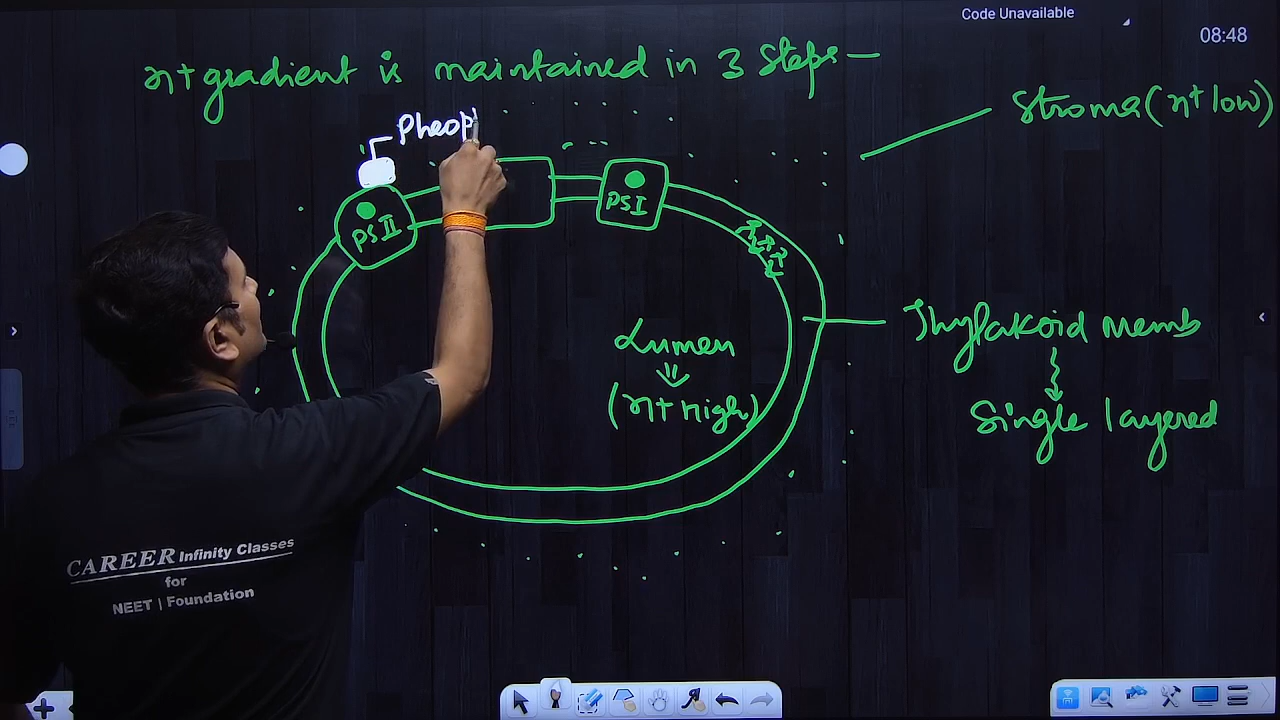 Code Unavailable
08:48
H+ gradient is maintained in 3 Steps —
Stroma (H+ low)
Pheop
PS II
PS I
Lumen
(H+ high)
Thylakoid memb
Single layered
CAREER Infinity Classes
for
NEET | Foundation